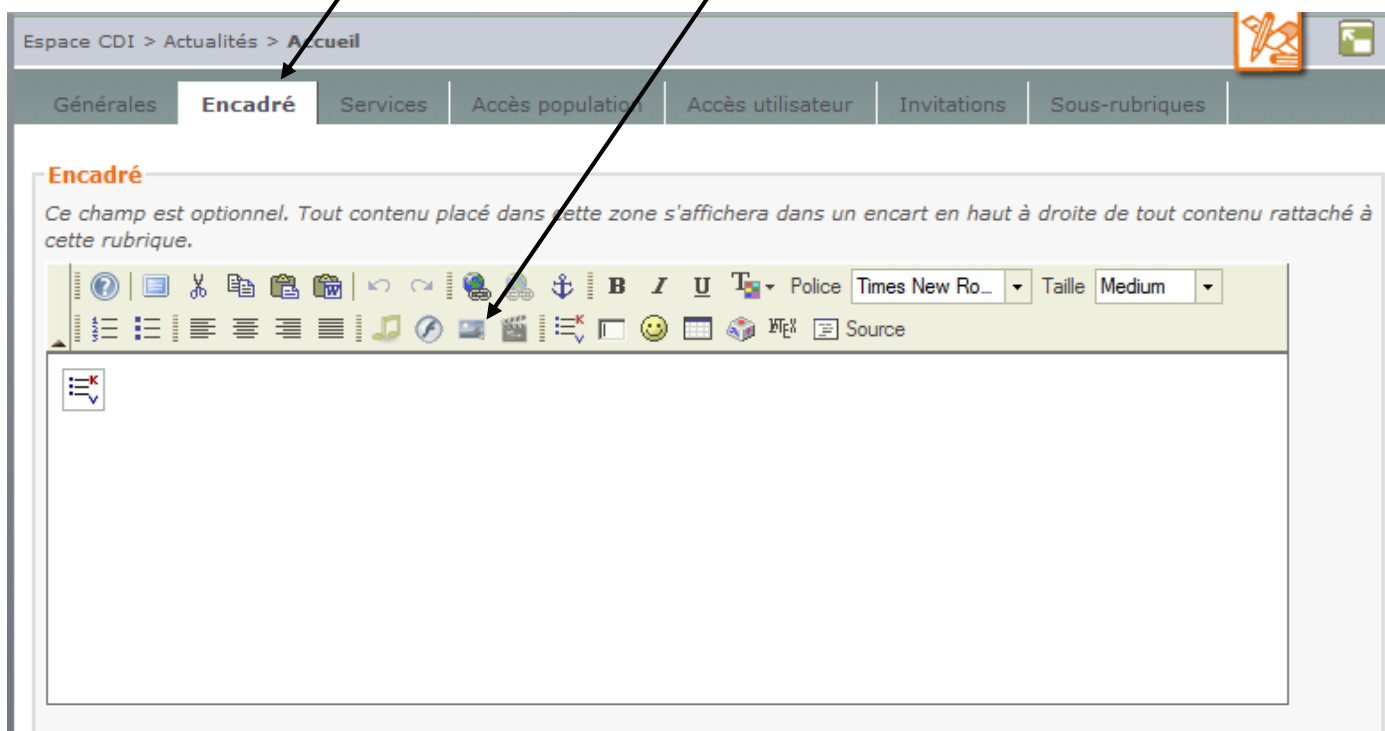 Espace CDI > Actualités > Accueil
Générales Encadré Services Accès population Accès utilisateur Invitations Sous-rubriques
Encadré
Ce champ est optionnel. Tout contenu placé dans cette zone s'affichera dans un encart en haut à droite de tout contenu rattaché à
cette rubrique.
B I U T Police Times New Ro... Taille Medium
K V LATEX Source
K
V